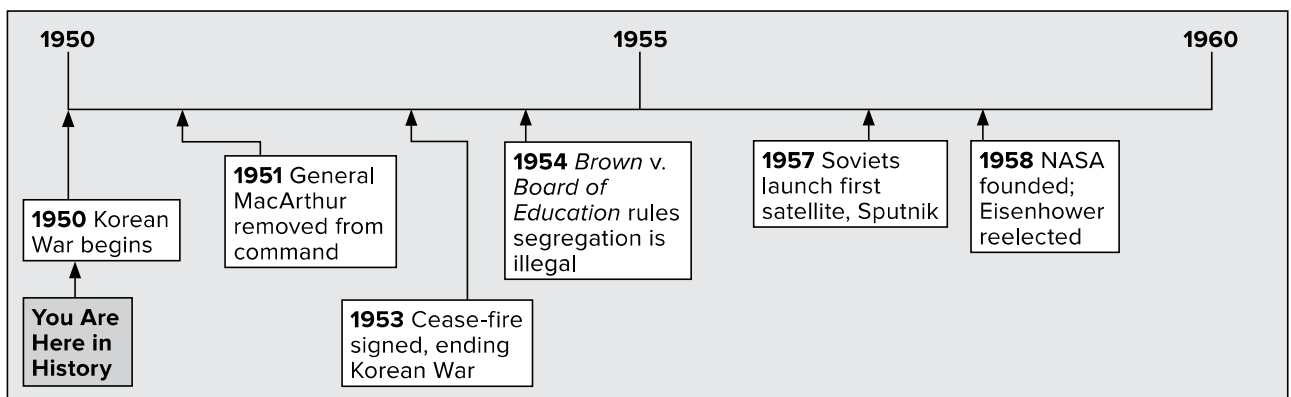 1950
1955
1960
1950 Korean
War begins
You Are
Here in
History
1951 General
MacArthur
removed from
command
1953 Cease-fire
signed, ending
Korean War
1954 Brown v.
Board of
Education rules
segregation is
illegal
1957 Soviets
launch first
satellite, Sputnik
1958 NASA
founded;
Eisenhower
reelected